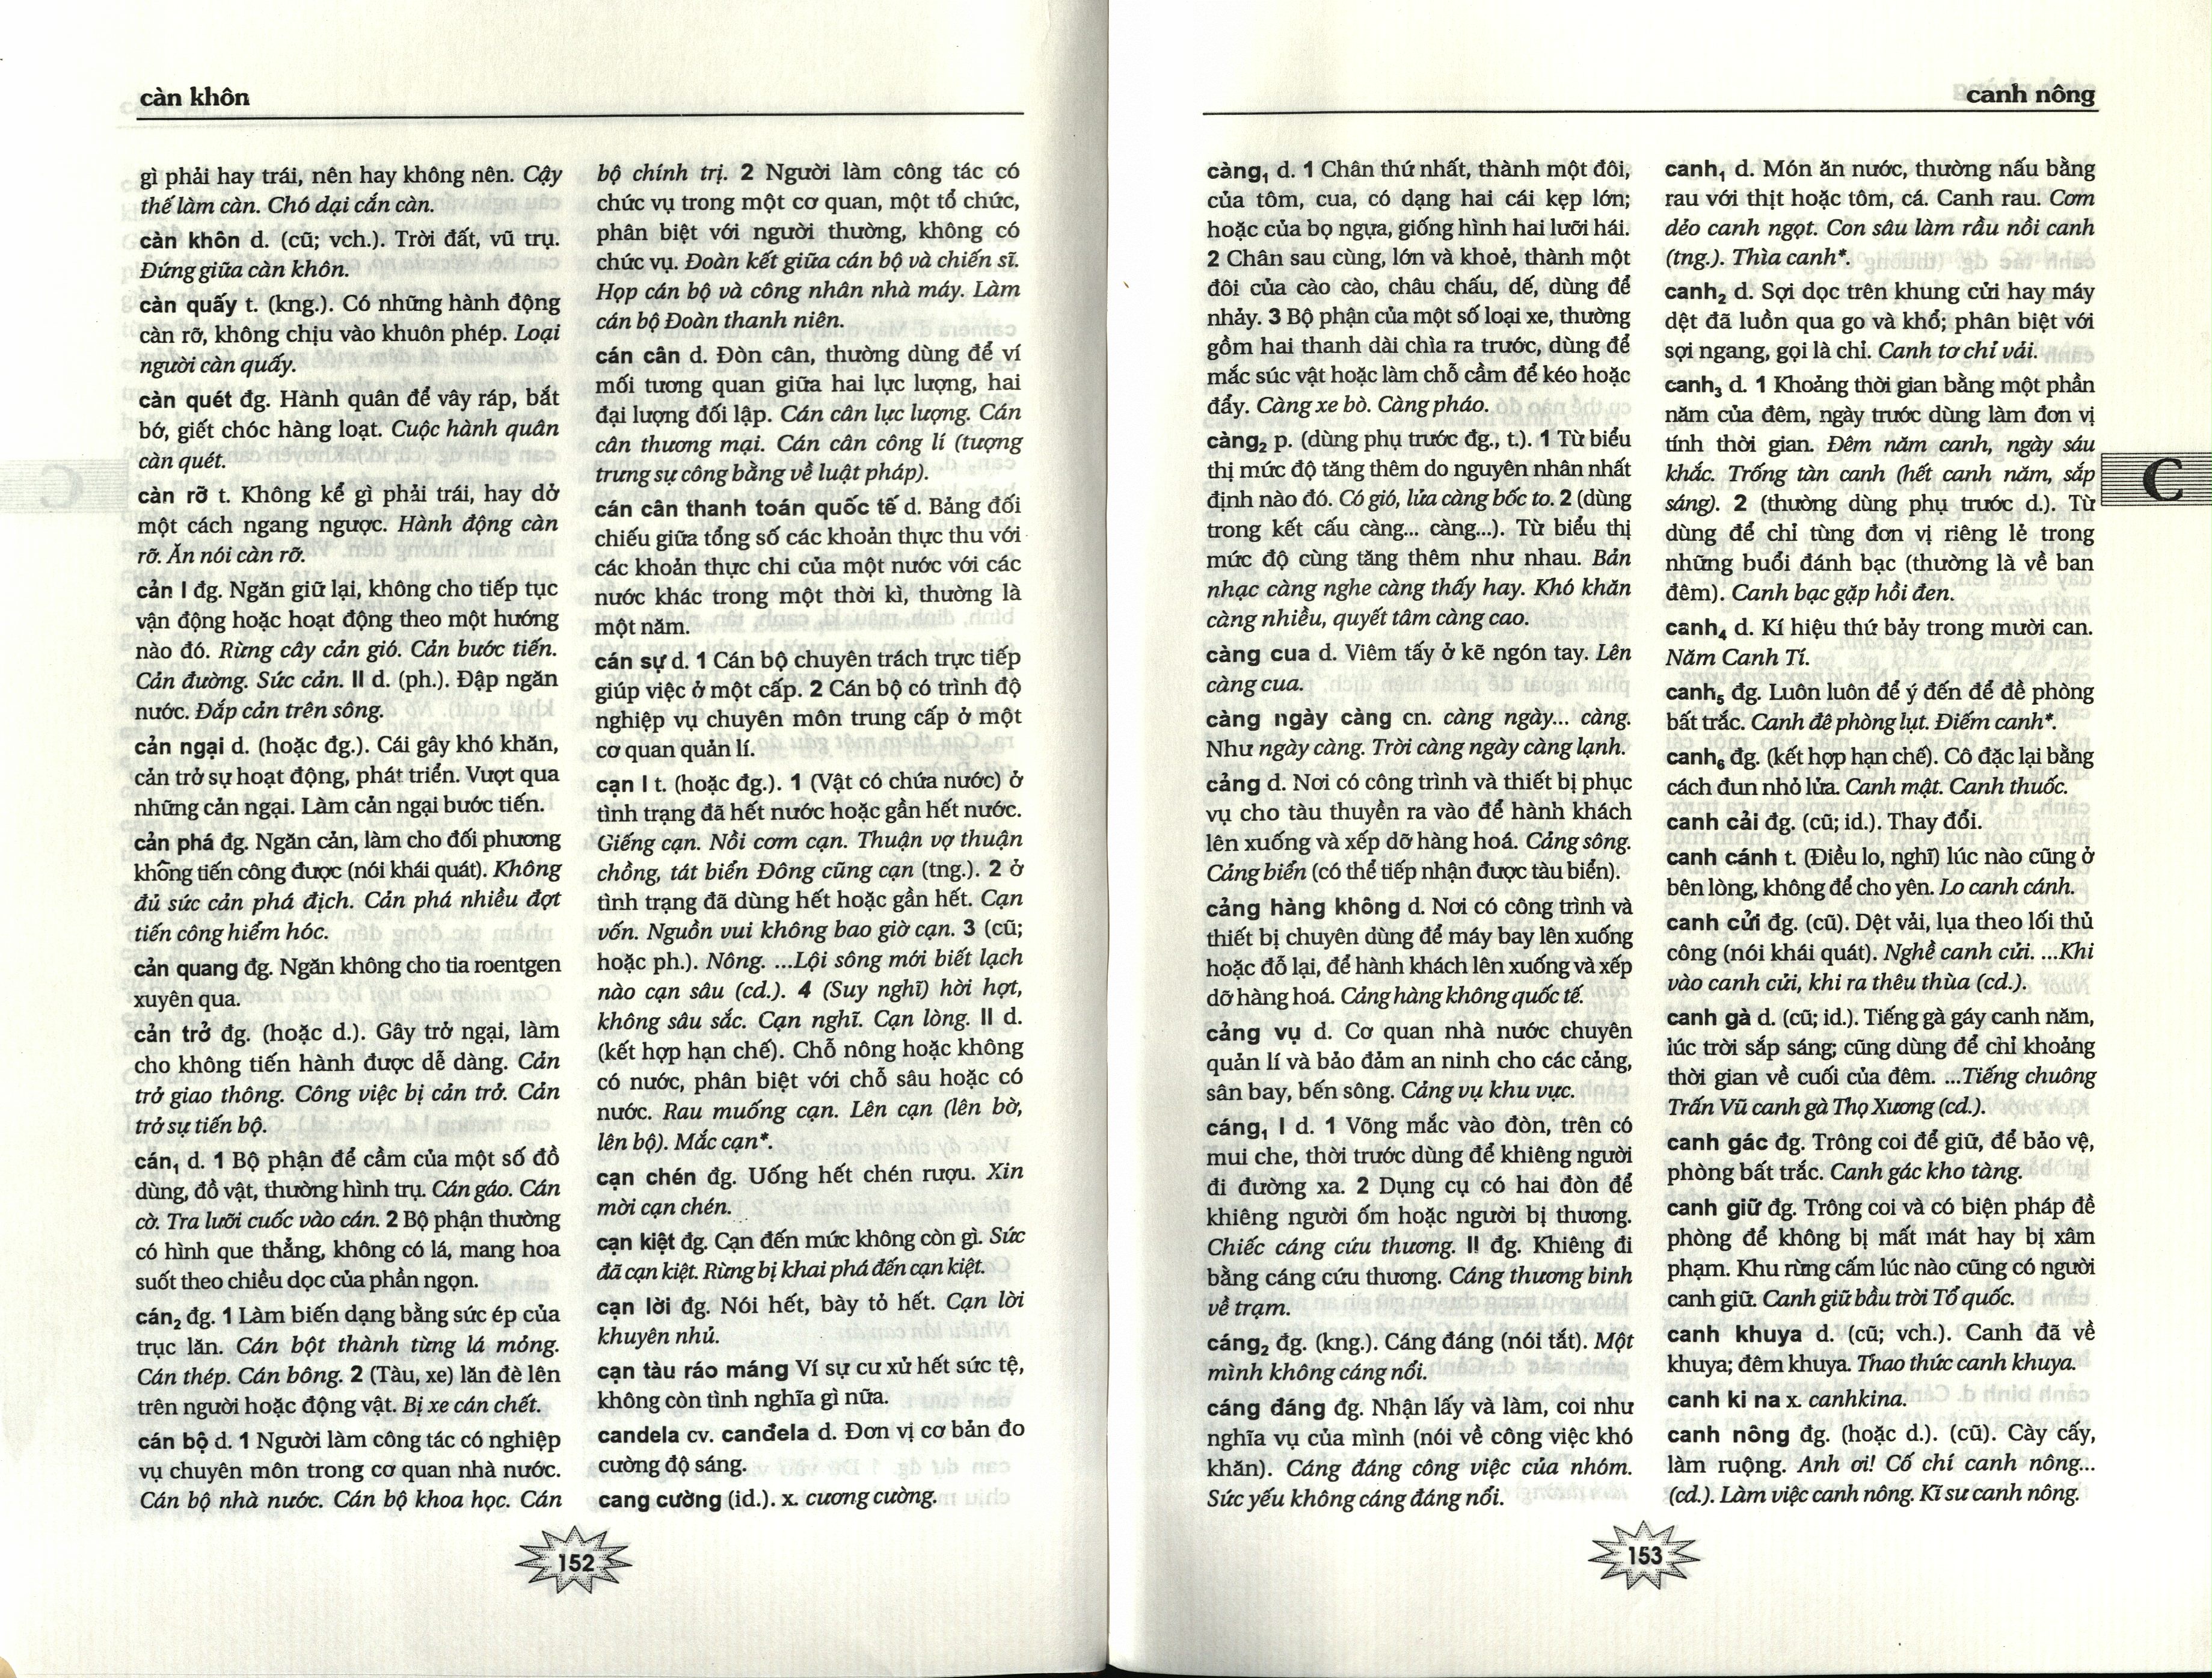 càn khôn
gì phải hay trái, nên hay không nên. Cậy
thế làm càn. Chó dại cắn càn.
càn khôn d. (cũ; vch.). Trời đất, vũ trụ.
Đứng giữa càn khôn.
càn quấy t. (kng.). Có những hành động
càn rỡ, không chịu vào khuôn phép. Loại
người càn quấy.
càn quét đg. Hành quân để vây ráp, bắt
bớ, giết chóc hàng loạt. Cuộc hành quân
càn quét.
càn rỡ t. Không kể gì phải trái, hay dở
một cách ngang ngược. Hành động càn
rỡ. Ăn nói càn rỡ.
cản I đg. Ngăn giữ lại, không cho tiếp tục
vận động hoặc hoạt động theo một hướng
nào đó. Rừng cây cản gió. Cản bước tiến.
Cản đường. Sức cản. II d. (ph.). Đập ngăn
nước. Đắp cản trên sông.
cản ngại d. (hoặc đg.). Cái gây khó khăn,
cản trở sự hoạt động, phát triển. Vượt qua
những cản ngại. Làm cản ngại bước tiến.
cản phá đg. Ngăn cản, làm cho đối phương
không tiến công được (nói khái quát). Không
đủ sức cản phá địch. Cản phá nhiều đợt
tiến công hiểm hóc.
cản quang đg. Ngăn không cho tia roentgen
xuyên qua.
cản trở đg. (hoặc d.). Gây trở ngại, làm
cho không tiến hành được dễ dàng. Cản
trở giao thông. Công việc bị cản trở. Cản
trở sự tiến bộ.
cán₁ d. 1 Bộ phận để cầm của một số đồ
dùng, đồ vật, thường hình trụ. Cán gáo. Cán
cờ. Tra lưỡi cuốc vào cán. 2 Bộ phận thường
có hình que thẳng, không có lá, mang hoa
suốt theo chiều dọc của phần ngọn.
cán₂ đg. 1 Làm biến dạng bằng sức ép của
trục lăn. Cán bột thành từng lá mỏng.
Cán thép. Cán bông. 2 (Tàu, xe) lăn đè lên
trên người hoặc động vật. Bị xe cán chết.
cán bộ d. 1 Người làm công tác có nghiệp
vụ chuyên môn trong cơ quan nhà nước.
Cán bộ nhà nước. Cán bộ khoa học. Cán
bộ chính trị. 2 Người làm công tác có
chức vụ trong một cơ quan, một tổ chức,
phân biệt với người thường, không có
chức vụ. Đoàn kết giữa cán bộ và chiến sĩ.
Họp cán bộ và công nhân nhà máy. Làm
cán bộ Đoàn thanh niên.
cán cân d. Đòn cân, thường dùng để ví
mối tương quan giữa hai lực lượng, hai
đại lượng đối lập. Cán cân lực lượng. Cán
cân thương mại. Cán cân công lí (tượng
trưng sự công bằng về luật pháp).
cán cân thanh toán quốc tế d. Bảng đối
chiếu giữa tổng số các khoản thực thu với
các khoản thực chi của một nước với các
nước khác trong một thời kì, thường là
một năm.
cán sự d. 1 Cán bộ chuyên trách trực tiếp
giúp việc ở một cấp. 2 Cán bộ có trình độ
nghiệp vụ chuyên môn trung cấp ở một
cơ quan quản lí.
cạn I t. (hoặc đg.). 1 (Vật có chứa nước) ở
tình trạng đã hết nước hoặc gần hết nước.
Giếng cạn. Nồi cơm cạn. Thuận vợ thuận
chồng, tát biển Đông cũng cạn (tng.). 2 ở
tình trạng đã dùng hết hoặc gần hết. Cạn
vốn. Nguồn vui không bao giờ cạn. 3 (cũ;
hoặc ph.). Nông. ...Lội sông mới biết lạch
nào cạn sâu (cd.). 4 (Suy nghĩ) hời hợt,
không sâu sắc. Cạn nghĩ. Cạn lòng. II d.
(kết hợp hạn chế). Chỗ nông hoặc không
có nước, phân biệt với chỗ sâu hoặc có
nước. Rau muống cạn. Lên cạn (lên bờ,
lên bộ). Mắc cạn*.
cạn chén đg. Uống hết chén rượu. Xin
mời cạn chén.
cạn kiệt đg. Cạn đến mức không còn gì. Sức
đã cạn kiệt. Rừng bị khai phá đến cạn kiệt.
cạn lời đg. Nói hết, bày tỏ hết. Cạn lời
khuyên nhủ.
cạn tàu ráo máng Ví sự cư xử hết sức tệ,
không còn tình nghĩa gì nữa.
candela cv. canđela d. Đơn vị cơ bản đo
cường độ sáng.
cang cường (id.). x. cương cường.
152
canh nông
càng₁ d. 1 Chân thứ nhất, thành một đôi,
của tôm, cua, có dạng hai cái kẹp lớn;
hoặc của bọ ngựa, giống hình hai lưỡi hái.
2 Chân sau cùng, lớn và khoẻ, thành một
đôi của cào cào, châu chấu, dế, dùng để
nhảy. 3 Bộ phận của một số loại xe, thường
gồm hai thanh dài chìa ra trước, dùng để
mắc súc vật hoặc làm chỗ cầm để kéo hoặc
đẩy. Càng xe bò. Càng pháo.
càng₂ p. (dùng phụ trước đg., t.). 1 Từ biểu
thị mức độ tăng thêm do nguyên nhân nhất
định nào đó. Có gió, lửa càng bốc to. 2 (dùng
trong kết cấu càng... càng...). Từ biểu thị
mức độ cùng tăng thêm như nhau. Bản
nhạc càng nghe càng thấy hay. Khó khăn
càng nhiều, quyết tâm càng cao.
càng cua d. Viêm tấy ở kẽ ngón tay. Lên
càng cua.
càng ngày càng cn. càng ngày... càng.
Như ngày càng. Trời càng ngày càng lạnh.
cảng d. Nơi có công trình và thiết bị phục
vụ cho tàu thuyền ra vào để hành khách
lên xuống và xếp dỡ hàng hoá. Cảng sông.
Cảng biển (có thể tiếp nhận được tàu biển).
cảng hàng không d. Nơi có công trình và
thiết bị chuyên dùng để máy bay lên xuống
hoặc đỗ lại, để hành khách lên xuống và xếp
dỡ hàng hoá. Cảng hàng không quốc tế.
cảng vụ d. Cơ quan nhà nước chuyên
quản lí và bảo đảm an ninh cho các cảng,
sân bay, bến sông. Cảng vụ khu vực.
cáng₁ I d. 1 Võng mắc vào đòn, trên có
mui che, thời trước dùng để khiêng người
đi đường xa. 2 Dụng cụ có hai đòn để
khiêng người ốm hoặc người bị thương.
Chiếc cáng cứu thương. II đg. Khiêng đi
bằng cáng cứu thương. Cáng thương binh
về trạm.
cáng₂ đg. (kng.). Cáng đáng (nói tắt). Một
mình không cáng nổi.
cáng đáng đg. Nhận lấy và làm, coi như
nghĩa vụ của mình (nói về công việc khó
khăn). Cáng đáng công việc của nhóm.
Sức yếu không cáng đáng nổi.
canh₁ d. Món ăn nước, thường nấu bằng
rau với thịt hoặc tôm, cá. Canh rau. Cơm
dẻo canh ngọt. Con sâu làm rầu nồi canh
(tng.). Thìa canh*.
canh₂ d. Sợi dọc trên khung cửi hay máy
dệt đã luồn qua go và khổ; phân biệt với
sợi ngang, gọi là chỉ. Canh tơ chỉ vải.
canh₃ d. 1 Khoảng thời gian bằng một phần
năm của đêm, ngày trước dùng làm đơn vị
tính thời gian. Đêm năm canh, ngày sáu
khắc. Trống tàn canh (hết canh năm, sắp
sáng). 2 (thường dùng phụ trước d.). Từ
dùng để chỉ từng đơn vị riêng lẻ trong
những buổi đánh bạc (thường là về ban
đêm). Canh bạc gặp hồi đen.
canh₄ d. Kí hiệu thứ bảy trong mười can.
Năm Canh Tí.
canh₅ đg. Luôn luôn để ý đến để đề phòng
bất trắc. Canh đê phòng lụt. Điếm canh*.
canh₆ đg. (kết hợp hạn chế). Cô đặc lại bằng
cách đun nhỏ lửa. Canh mật. Canh thuốc.
canh cải đg. (cũ; id.). Thay đổi.
canh cánh t. (Điều lo, nghĩ) lúc nào cũng ở
bên lòng, không để cho yên. Lo canh cánh.
canh cửi đg. (cũ). Dệt vải, lụa theo lối thủ
công (nói khái quát). Nghề canh cửi. ...Khi
vào canh cửi, khi ra thêu thùa (cd.).
canh gà d. (cũ; id.). Tiếng gà gáy canh năm,
lúc trời sắp sáng; cũng dùng để chỉ khoảng
thời gian về cuối của đêm. ...Tiếng chuông
Trấn Vũ canh gà Thọ Xương (cd.).
canh gác đg. Trông coi để giữ, để bảo vệ,
phòng bất trắc. Canh gác kho tàng.
canh giữ đg. Trông coi và có biện pháp đề
phòng để không bị mất mát hay bị xâm
phạm. Khu rừng cấm lúc nào cũng có người
canh giữ. Canh giữ bầu trời Tổ quốc.
canh khuya d. (cũ; vch.). Canh đã về
khuya; đêm khuya. Thao thức canh khuya.
canh ki na x. canhkina.
canh nông đg. (hoặc d.). (cũ). Cày cấy,
làm ruộng. Anh ơi! Cố chí canh nông...
(cd.). Làm việc canh nông. Kĩ sư canh nông.
C
153